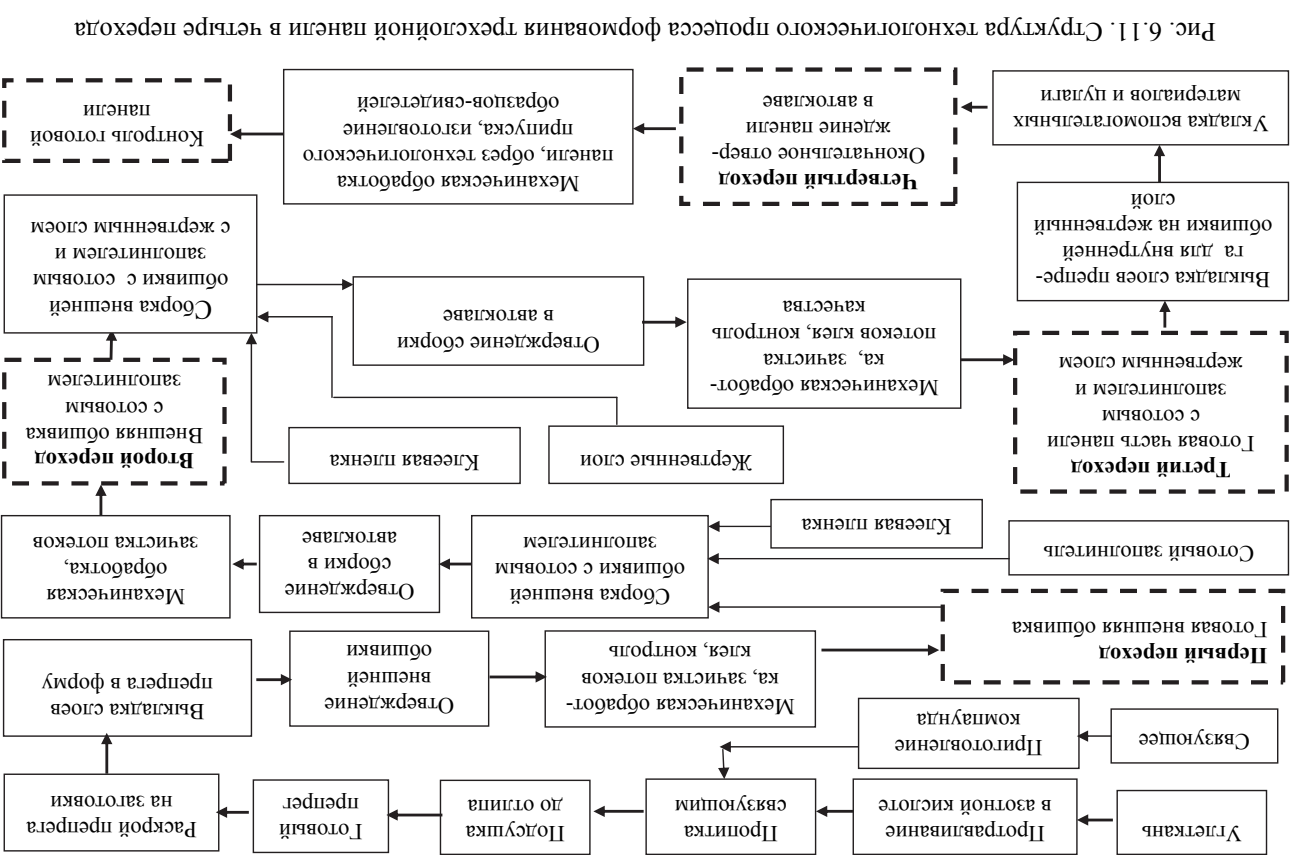 Углеткань
Протравливание
в азотной кислоте
Пропитка
связующим
Подсушка
до отлипа
Готовый
препрег
Раскрой препрега
на заготовки
Связующее
Приготовление
компаунда
Выкладка слоев
препрега в форму
Отверждение
внешней
обшивки
Механическая обработ-
ка, зачистка потеков
клея, контроль
Первый переход
Готовая внешняя обшивка
Сотовый заполнитель
Клеевая пленка
Сборка внешней
обшивки с сотовым
заполнителем
Отверждение
сборки в
автоклаве
Механическая
обработка,
зачистка потеков
Второй переход
Внешняя обшивка
с сотовым
заполнителем
Клеевая пленка
Жертвенные слои
Сборка внешней
обшивки с сотовым
заполнителем и
с жертвенным слоем
Отверждение сборки
в автоклаве
Механическая обработ-
ка, зачистка
потеков клея, контроль
качества
Третий переход
Готовая часть панели
с сотовым
заполнителем и
жертвенным слоем
Выкладка слоев препре-
га для внутренней
обшивки на жертвенный
слой
Укладка вспомогательных
материалов и цулаги
Четвертый переход
Окончательное отвер-
ждение панели
в автоклаве
Механическая обработка
панели, обрез технологического
припуска, изготовление
образцов-свидетелей
Контроль готовой
панели
Рис. 6.11. Структура технологического процесса формования трехслойной панели в четыре перехода